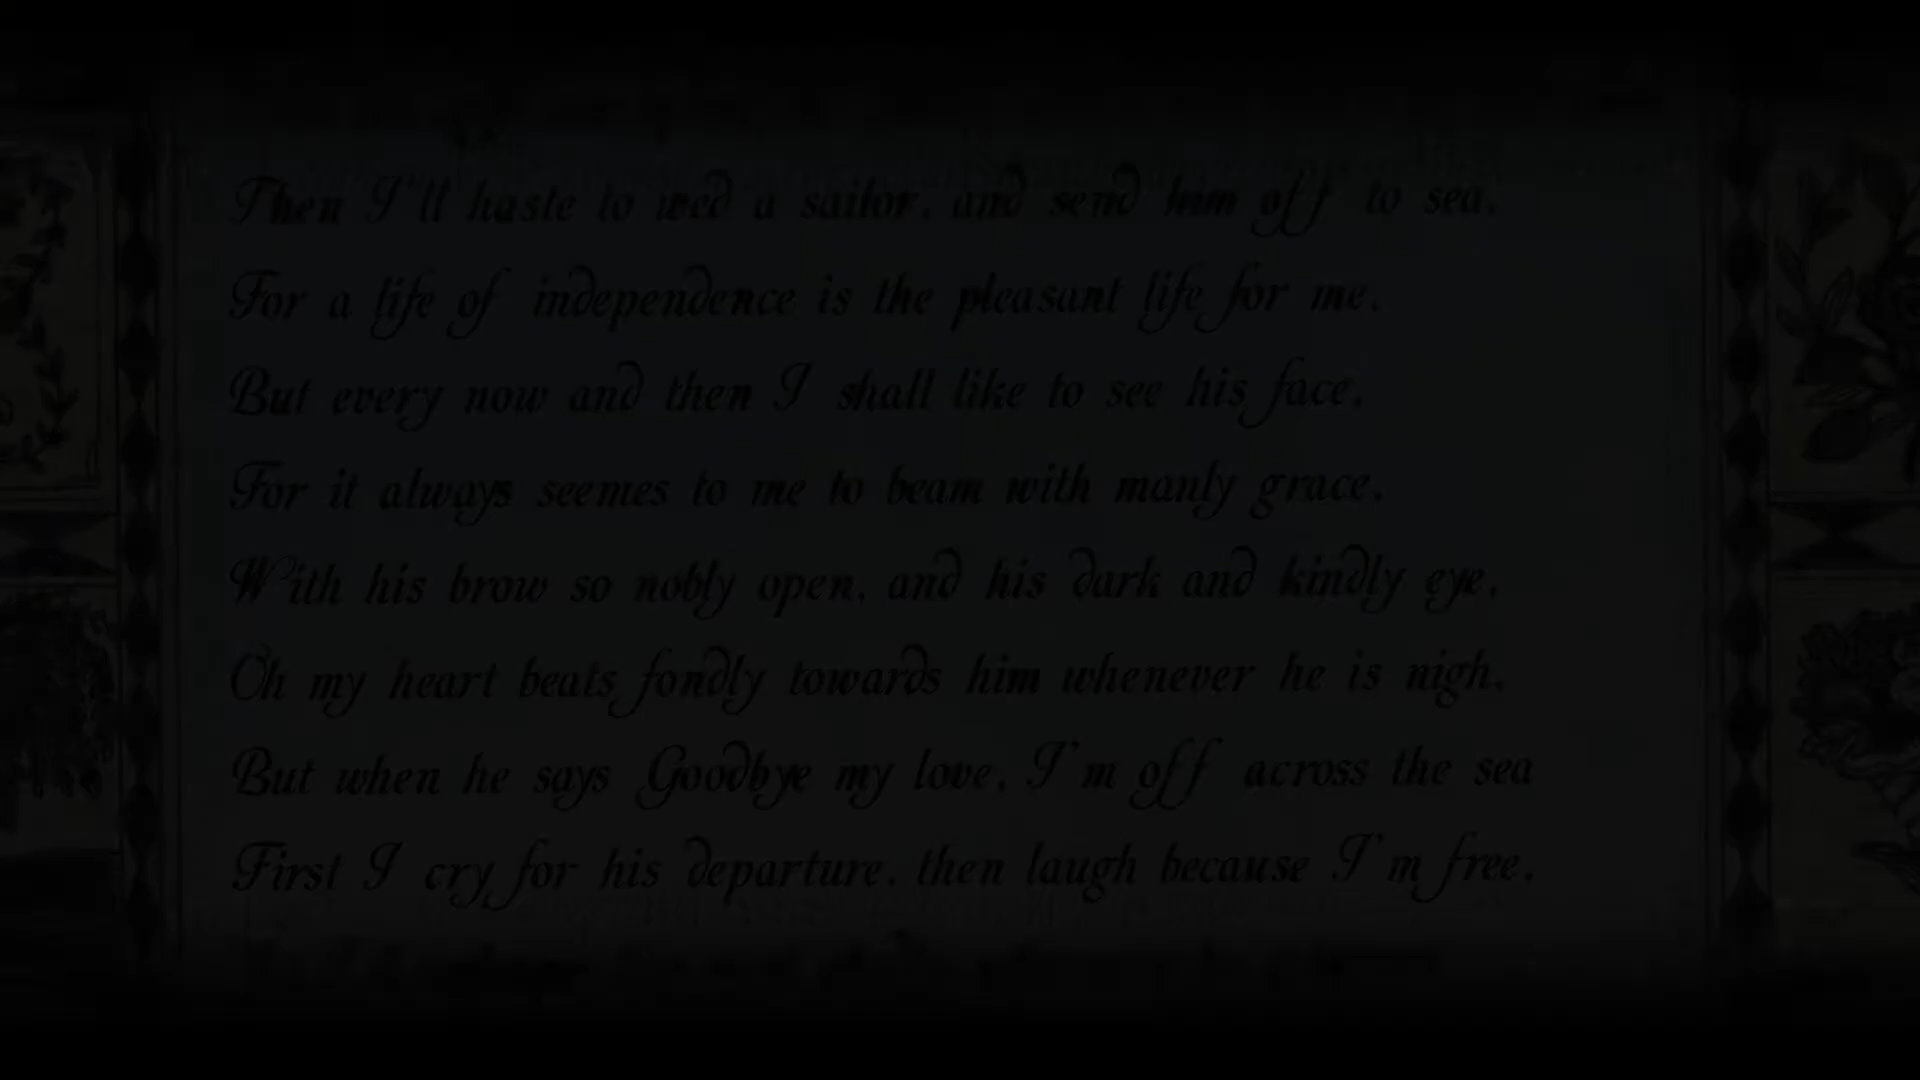 Then I'll haste to wed a sailor, and send him off to sea,
For a life of independence is the pleasant life for me.
But every now and then I shall like to see his face,
For it always seemes to me to beam with manly grace,
With his brow so nobly open, and his dark and kindly eye,
Oh my heart beats fondly towards him whenever he is nigh,
But when he says Goodbye my love, I'm off across the sea
First I cry for his departure, then laugh because I'm free.